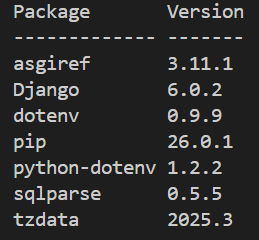 Package       Version
------------- -------
asgiref       3.11.1
Django        6.0.2
dotenv        0.9.9
pip           26.0.1
python-dotenv 1.2.2
sqlparse      0.5.5
tzdata        2025.3